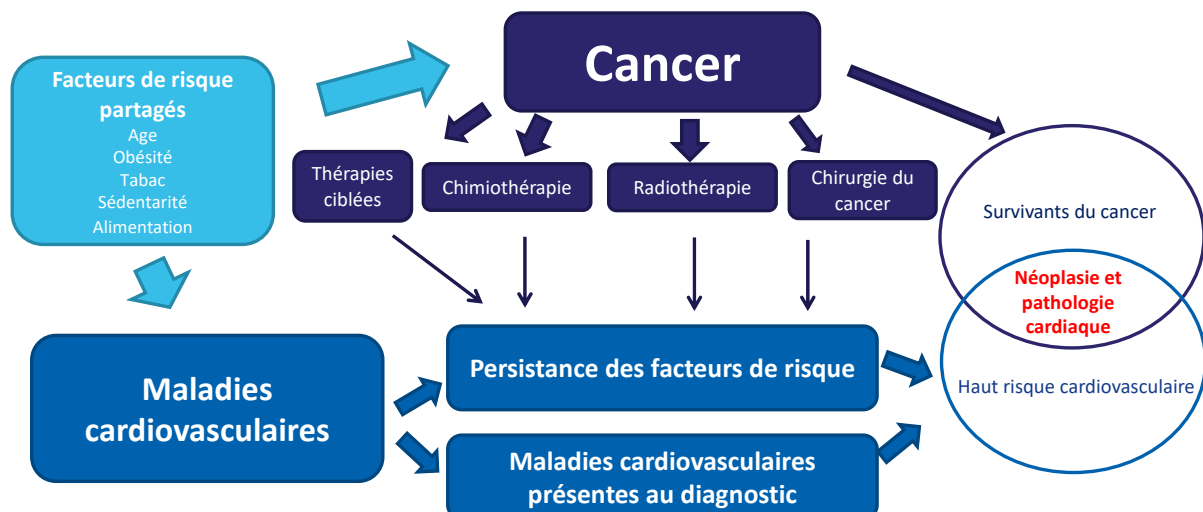 Facteurs de risque
partagés
Age
Obésité
Tabac
Sédentarité
Alimentation
Cancer
Thérapies
ciblées
Chimiothérapie
Radiothérapie
Chirurgie du
cancer
Survivants du cancer
Néoplasie et
pathologie
cardiaque
Haut risque cardiovasculaire
Maladies
cardiovasculaires
Persistance des facteurs de risque
Maladies cardiovasculaires
présentes au diagnostic